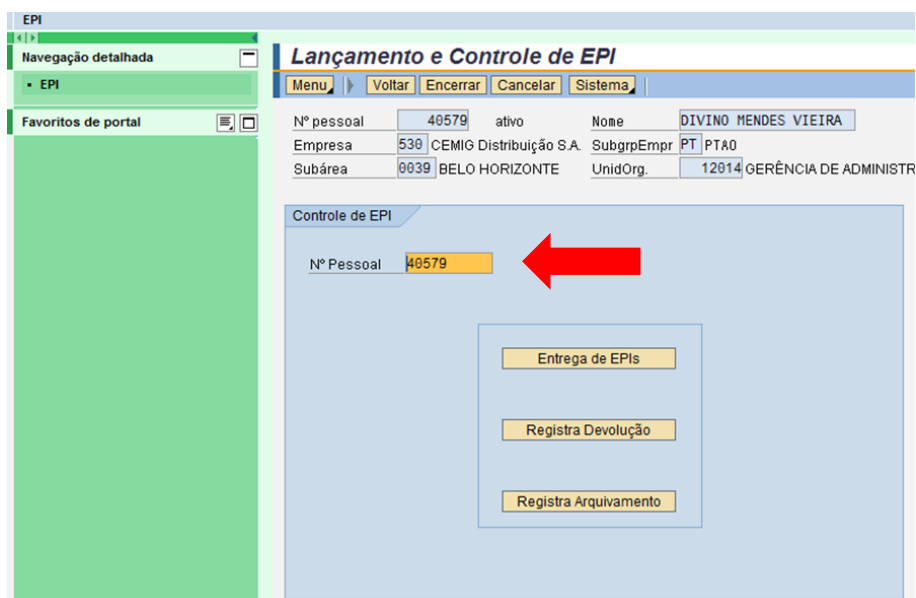 EPI
Navegação detalhada
EPI
Favoritos de portal
Lançamento e Controle de EPI
Menu Voltar Encerrar Cancelar Sistema
Nº pessoal 40579 ativo Nome DIVINO MENDES VIEIRA
Empresa 530 CEMIG Distribuição S.A. SubgrpEmpr PT PTAO
Subárea 0039 BELO HORIZONTE UnidOrg. 12014 GERÊNCIA DE ADMINISTR
Controle de EPI
Nº Pessoal 40579
Entrega de EPIs
Registra Devolução
Registra Arquivamento